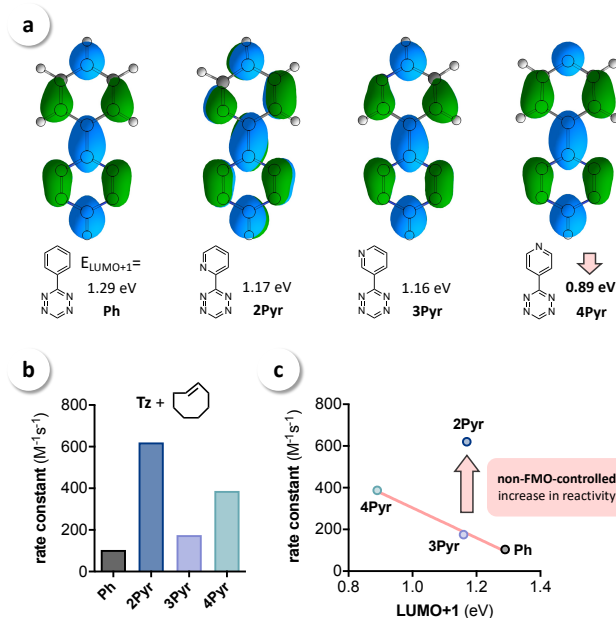 a
E_LUMO+1=
1.29 eV
Ph
1.17 eV
2Pyr
1.16 eV
3Pyr
0.89 eV
4Pyr
N N
N N
N
N N
N N
N
N N
N N
N
N N
N N
b
Tz +
rate constant (M⁻¹s⁻¹)
800
600
400
200
0
Ph
2Pyr
3Pyr
4Pyr
c
rate constant (M⁻¹s⁻¹)
800
600
400
200
0
2Pyr
4Pyr
3Pyr
Ph
non-FMO-controlled
increase in reactivity
0.8
1.0
1.2
1.4
LUMO+1 (eV)